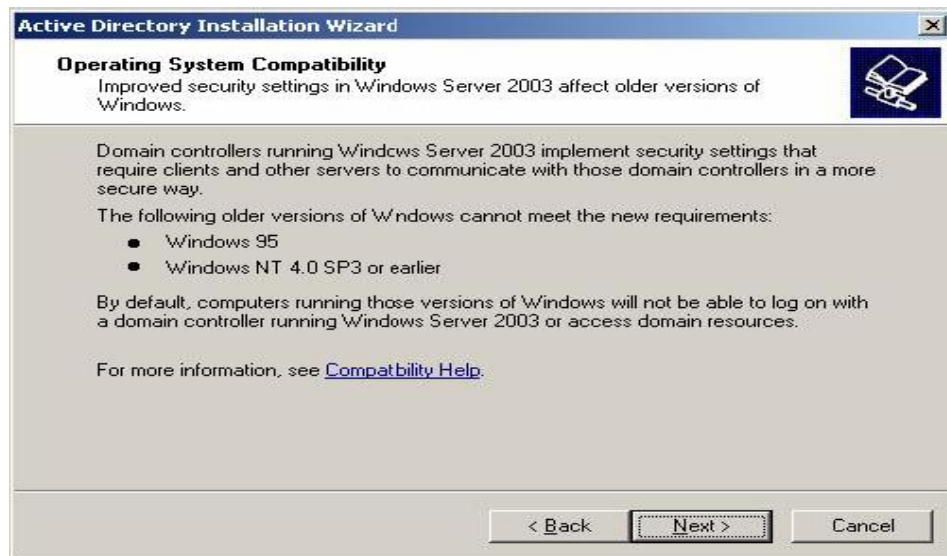 Active Directory Installation Wizard
Operating System Compatibility
Improved security settings in Windows Server 2003 affect older versions of
Windows.
Domain controllers running Windcws Server 2003 implement security settings that
require clients and other servers to communicate with those domain controllers in a more
secure way.
The following older versions of W ndows cannot meet the new requirements:
● Windows 95
● Windows NT 4.0 SP3 or earlier
By default, computers running those versions of Windows will not be able to log on with
a domain controller running Windows Server 2003 or access domain resources.
For more information, see Compatbility Help.
< Back Next > Cancel